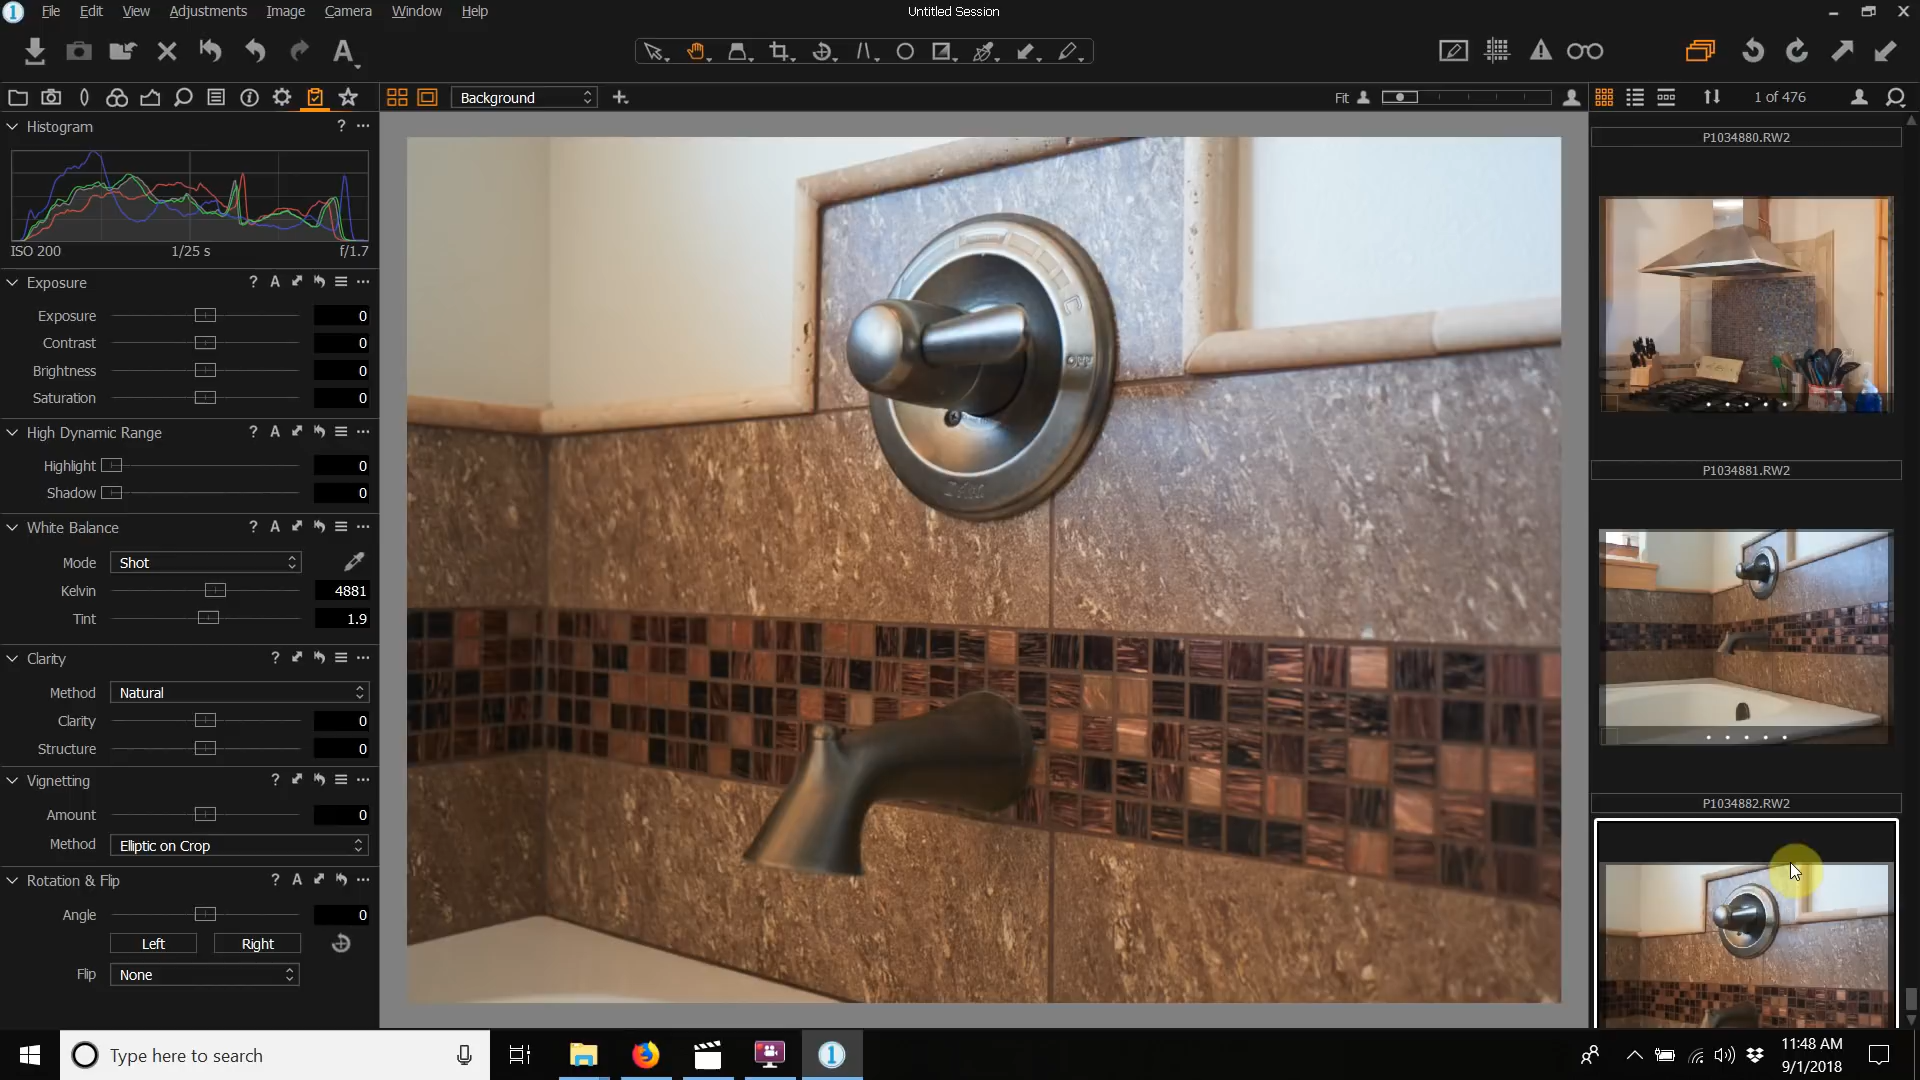 File Edit View Adjustments Image Camera Window Help
Untitled Session
Background
Fit
1 of 476
Histogram
ISO 200 1/25 s f/1.7
Exposure
Exposure 0
Contrast 0
Brightness 0
Saturation 0
High Dynamic Range
Highlight 0
Shadow 0
White Balance
Mode Shot
Kelvin 4881
Tint 1.9
Clarity
Method Natural
Clarity 0
Structure 0
Vignetting
Amount 0
Method Elliptic on Crop
Rotation & Flip
Angle 0
Left Right
Flip None
P1034880.RW2
P1034881.RW2
P1034882.RW2
Type here to search
11:48 AM
9/1/2018